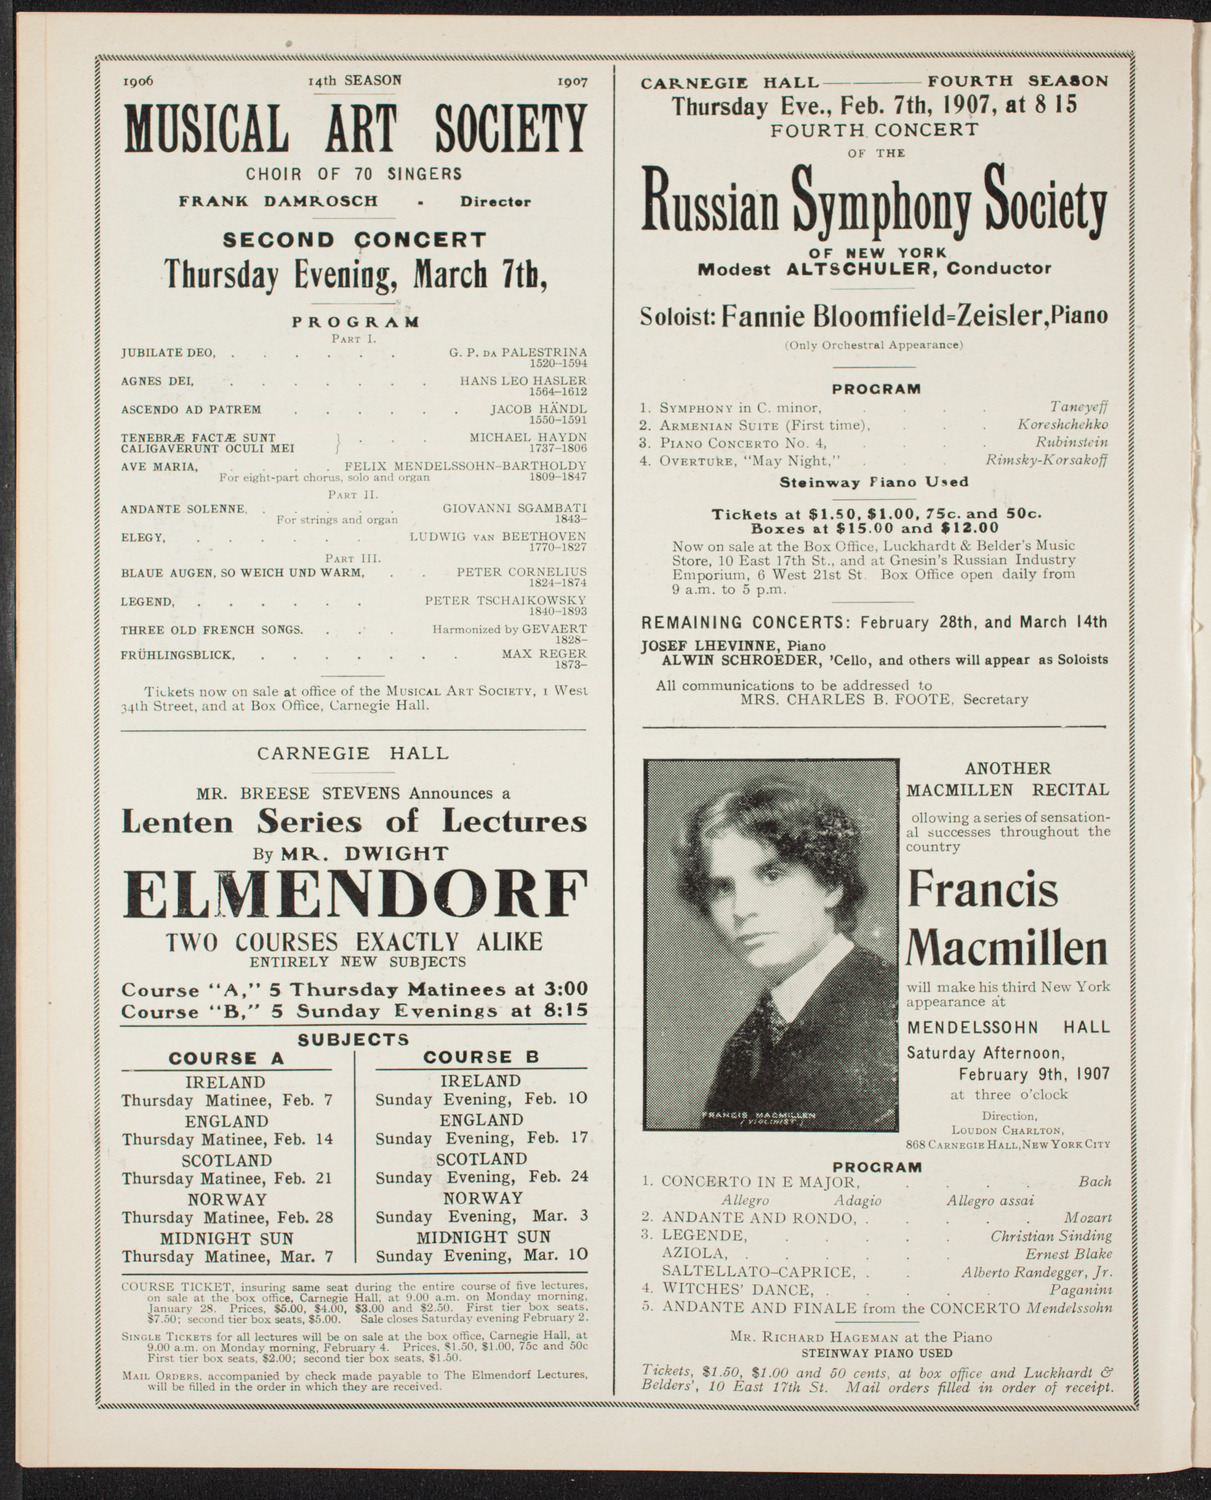 1906 14th SEASON 1907
MUSICAL ART SOCIETY
CHOIR OF 70 SINGERS
FRANK DAMROSCH - Director
SECOND CONCERT
Thursday Evening, March 7th,
PROGRAM
PART I.
JUBILATE DEO, . . . . . . G. P. DA PALESTRINA
1520–1594
AGNES DEI, . . . . . . . HANS LEO HASLER
1564–1612
ASCENDO AD PATREM . . . . . . JACOB HÄNDL
1550–1591
TENEBRÆ FACTÆ SUNT } . . . MICHAEL HAYDN
CALIGAVERUNT OCULI MEI } 1737–1806
AVE MARIA, . . . . FELIX MENDELSSOHN–BARTHOLDY
For eight-part chorus, solo and organ 1809–1847
PART II.
ANDANTE SOLENNE, . . . . . GIOVANNI SGAMBATI
For strings and organ 1843–
ELEGY, . . . . . . LUDWIG VAN BEETHOVEN
1770–1827
PART III.
BLAUE AUGEN, SO WEICH UND WARM, . . PETER CORNELIUS
1824–1874
LEGEND, . . . . . . PETER TSCHAIKOWSKY
1840–1893
THREE OLD FRENCH SONGS. . . . Harmonized by GEVAERT
1828–
FRÜHLINGSBLICK, . . . . . . . MAX REGER
1873–
Tickets now on sale at office of the MUSICAL ART SOCIETY, 1 West
34th Street, and at Box Office, Carnegie Hall.
CARNEGIE HALL
MR. BREESE STEVENS Announces a
Lenten Series of Lectures
By MR. DWIGHT
ELMENDORF
TWO COURSES EXACTLY ALIKE
ENTIRELY NEW SUBJECTS
Course "A," 5 Thursday Matinees at 3:00
Course "B," 5 Sunday Evenings at 8:15
SUBJECTS
COURSE A
IRELAND
Thursday Matinee, Feb. 7
ENGLAND
Thursday Matinee, Feb. 14
SCOTLAND
Thursday Matinee, Feb. 21
NORWAY
Thursday Matinee, Feb. 28
MIDNIGHT SUN
Thursday Matinee, Mar. 7
COURSE B
IRELAND
Sunday Evening, Feb. 10
ENGLAND
Sunday Evening, Feb. 17
SCOTLAND
Sunday Evening, Feb. 24
NORWAY
Sunday Evening, Mar. 3
MIDNIGHT SUN
Sunday Evening, Mar. 10
COURSE TICKET, insuring same seat during the entire course of five lectures,
on sale at the box office, Carnegie Hall, at 9.00 a.m. on Monday morning,
January 28. Prices, $5.00, $4.00, $3.00 and $2.50. First tier box seats,
$7.50; second tier box seats, $5.00. Sale closes Saturday evening February 2.
SINGLE TICKETS for all lectures will be on sale at the box office, Carnegie Hall, at
9.00 a.m. on Monday morning, February 4. Prices, $1.50, $1.00, 75c and 50c
First tier box seats, $2.00; second tier box seats, $1.50.
MAIL ORDERS, accompanied by check made payable to The Elmendorf Lectures,
will be filled in the order in which they are received.
CARNEGIE HALL — FOURTH SEASON
Thursday Eve., Feb. 7th, 1907, at 8 15
FOURTH CONCERT
OF THE
Russian Symphony Society
OF NEW YORK
Modest ALTSCHULER, Conductor
Soloist: Fannie Bloomfield=Zeisler, Piano
(Only Orchestral Appearance)
PROGRAM
1. SYMPHONY in C. minor, . . . . Taneyeff
2. ARMENIAN SUITE (First time), . . . Koreshchehko
3. PIANO CONCERTO No. 4, . . . Rubinstein
4. OVERTURE, "May Night," . . . Rimsky-Korsakoff
Steinway Piano Used
Tickets at $1.50, $1.00, 75c. and 50c.
Boxes at $15.00 and $12.00
Now on sale at the Box Office, Luckhardt & Belder's Music
Store, 10 East 17th St., and at Gnesin's Russian Industry
Emporium, 6 West 21st St. Box Office open daily from
9 a.m. to 5 p.m.
REMAINING CONCERTS: February 28th, and March 14th
JOSEF LHEVINNE, Piano
ALWIN SCHROEDER, 'Cello, and others will appear as Soloists
All communications to be addressed to
MRS. CHARLES B. FOOTE, Secretary
FRANCIS MACMILLEN
(VIOLINIST)
ANOTHER
MACMILLEN RECITAL
ollowing a series of sensation-
al successes throughout the
country
Francis
Macmillen
will make his third New York
appearance at
MENDELSSOHN HALL
Saturday Afternoon,
February 9th, 1907
at three o'clock
Direction,
LOUDON CHARLTON,
868 CARNEGIE HALL, NEW YORK CITY
PROGRAM
1. CONCERTO IN E MAJOR, . . . . Bach
Allegro Adagio Allegro assai
2. ANDANTE AND RONDO, . . . . . Mozart
3. LEGENDE, . . . . . Christian Sinding
AZIOLA, . . . . . . Ernest Blake
SALTELLATO–CAPRICE, . . Alberto Randegger, Jr.
4. WITCHES' DANCE, . . . . . Paganini
5. ANDANTE AND FINALE from the CONCERTO Mendelssohn
MR. RICHARD HAGEMAN at the Piano
STEINWAY PIANO USED
Tickets, $1.50, $1.00 and 50 cents, at box office and Luckhardt &
Belders', 10 East 17th St. Mail orders filled in order of receipt.